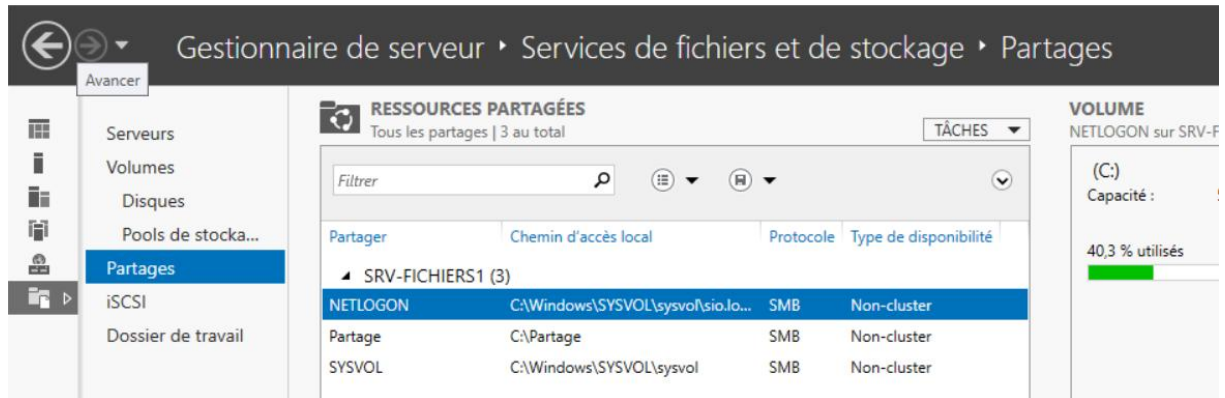 Gestionnaire de serveur ‣ Services de fichiers et de stockage ‣ Partages
Avancer
Serveurs
Volumes
Disques
Pools de stocka...
Partages
iSCSI
Dossier de travail
RESSOURCES PARTAGÉES
Tous les partages | 3 au total
TÂCHES
Filtrer
Partager Chemin d'accès local Protocole Type de disponibilité
SRV-FICHIERS1 (3)
NETLOGON C:\Windows\SYSVOL\sysvol\sio.lo... SMB Non-cluster
Partage C:\Partage SMB Non-cluster
SYSVOL C:\Windows\SYSVOL\sysvol SMB Non-cluster
VOLUME
NETLOGON sur SRV-F
(C:)
Capacité :
40,3 % utilisés